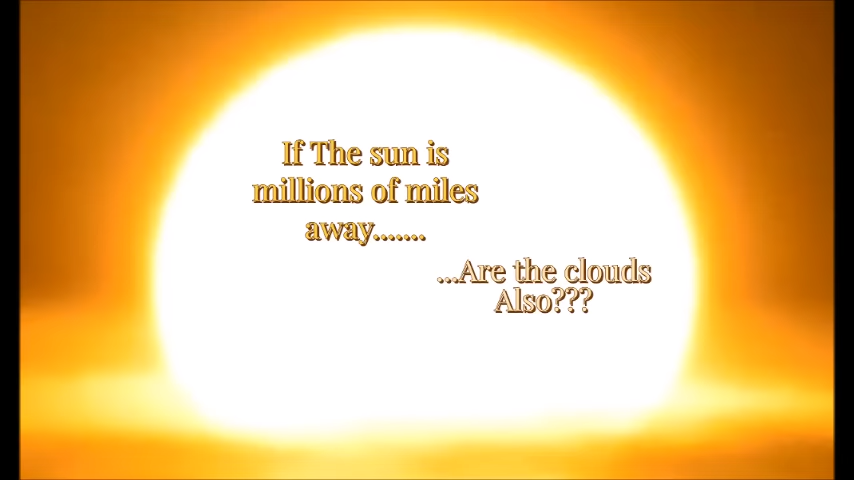 If The sun is
millions of miles
away.......
...Are the clouds
Also???